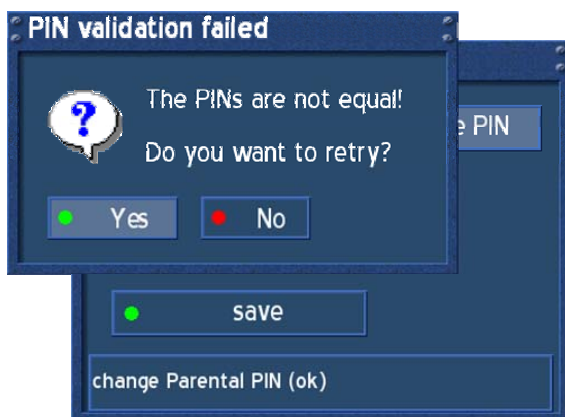 PIN validation failed
?
The PINs are not equal!
Do you want to retry?
Yes
No
PIN
save
change Parental PIN (ok)